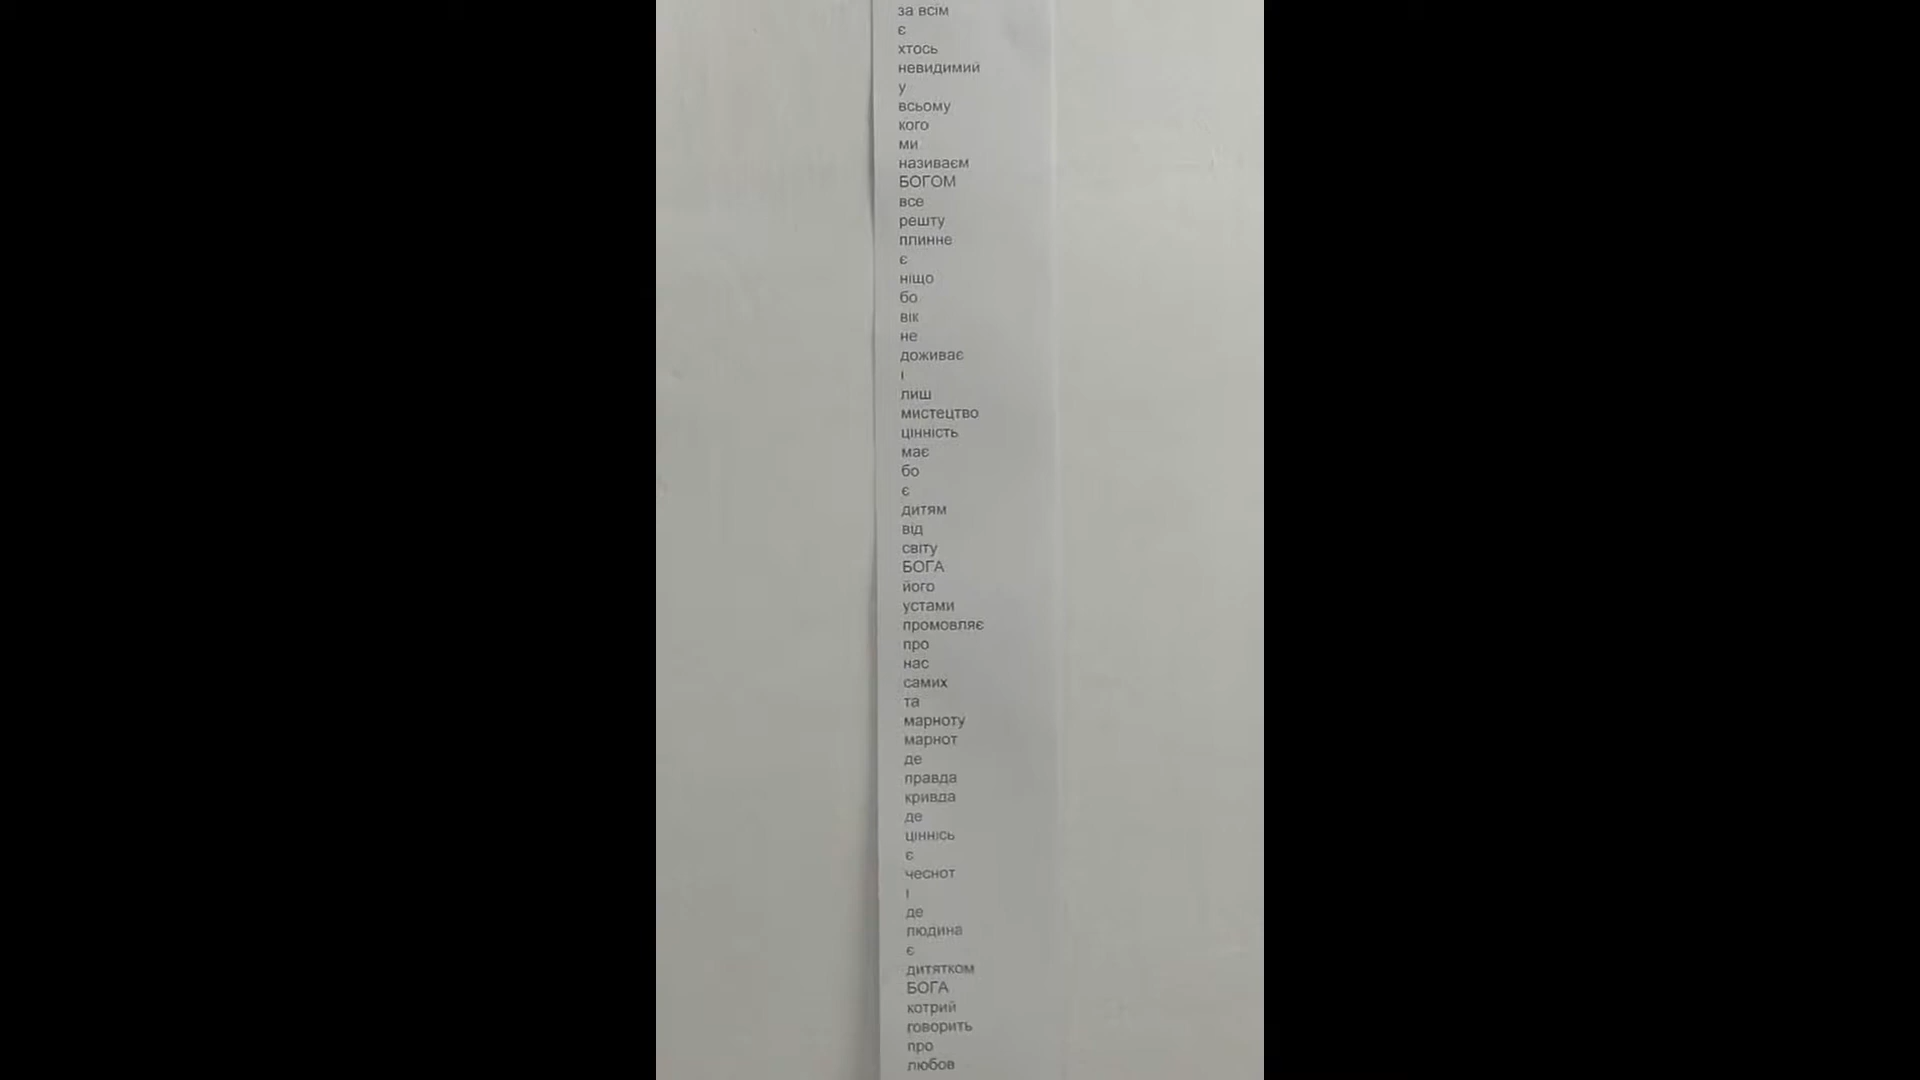 за всім
є
хтось
невидимий
у
всьому
кого
ми
називаєм
БОГОМ
все
решту
плинне
є
ніщо
бо
вік
не
доживає
і
лиш
мистецтво
цінність
має
бо
є
дитям
від
світу
БОГА
його
устами
промовляє
про
нас
самих
та
марноту
марнот
де
правда
кривда
де
ціннісь
є
чеснот
і
де
людина
є
дитятком
БОГА
котрий
говорить
про
любов